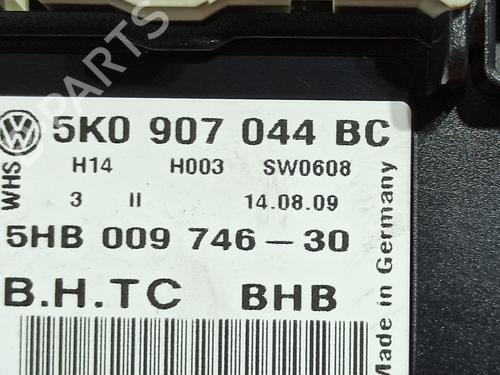 5K0 907 044 BC
WHS
H14 H003 SW0608
3 II 14.08.09
5HB 009 746-30
B.H.TC BHB
Made in Germany
PARTS